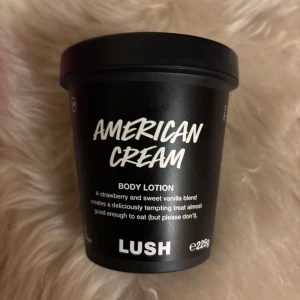 AMERICAN
CREAM
BODY LOTION
A strawberry and sweet vanilla blend
creates a deliciously tempting treat almost
good enough to eat (but please don't).
LUSH
℮225g